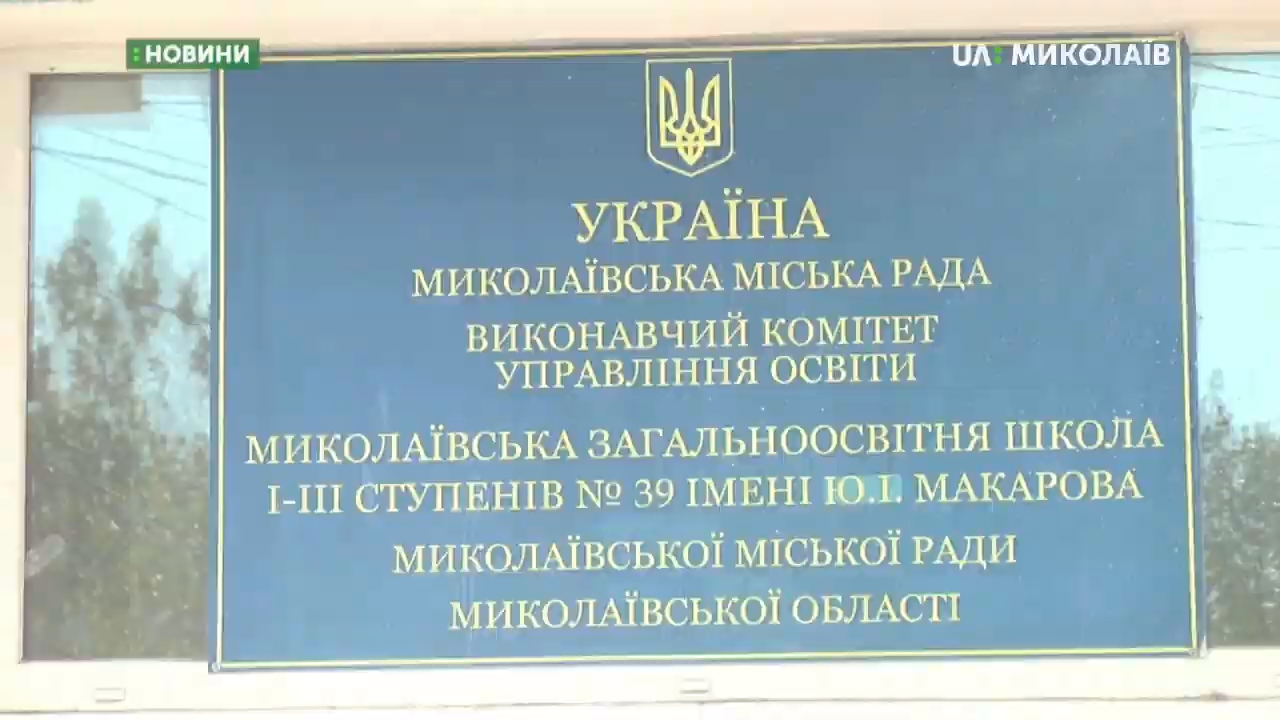 :НОВИНИ
UA: МИКОЛАЇВ
УКРАЇНА
МИКОЛАЇВСЬКА МІСЬКА РАДА
ВИКОНАВЧИЙ КОМІТЕТ
УПРАВЛІННЯ ОСВІТИ
МИКОЛАЇВСЬКА ЗАГАЛЬНООСВІТНЯ ШКОЛА
І-ІІІ СТУПЕНІВ № 39 ІМЕНІ Ю.І. МАКАРОВА
МИКОЛАЇВСЬКОЇ МІСЬКОЇ РАДИ
МИКОЛАЇВСЬКОЇ ОБЛАСТІ